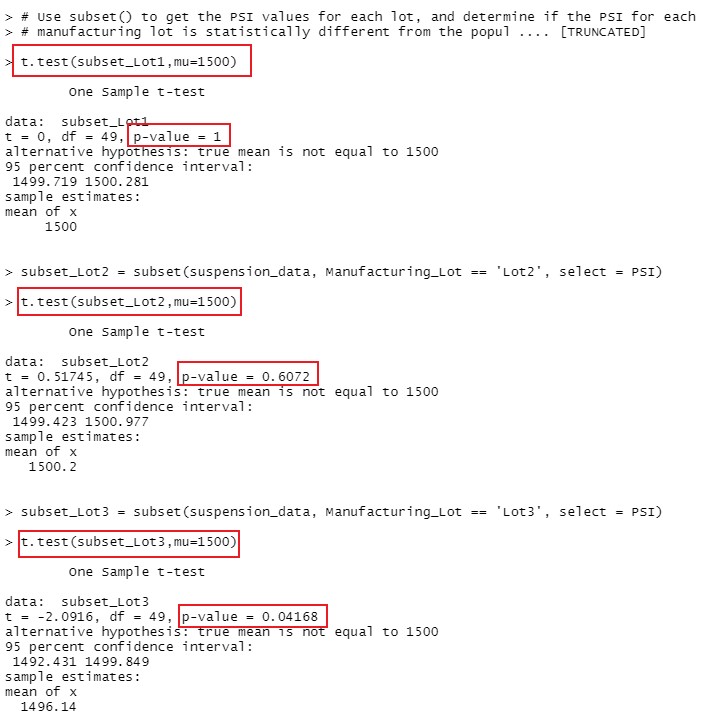 > # Use subset() to get the PSI values for each lot, and determine if the PSI for each
> # manufacturing lot is statistically different from the popul .... [TRUNCATED]
> t.test(subset_Lot1,mu=1500)
One Sample t-test
data: subset_Lot1
t = 0, df = 49, p-value = 1
alternative hypothesis: true mean is not equal to 1500
95 percent confidence interval:
1499.719 1500.281
sample estimates:
mean of x
1500
> subset_Lot2 = subset(suspension_data, Manufacturing_Lot == 'Lot2', select = PSI)
> t.test(subset_Lot2,mu=1500)
One Sample t-test
data: subset_Lot2
t = 0.51745, df = 49, p-value = 0.6072
alternative hypothesis: true mean is not equal to 1500
95 percent confidence interval:
1499.423 1500.977
sample estimates:
mean of x
1500.2
> subset_Lot3 = subset(suspension_data, Manufacturing_Lot == 'Lot3', select = PSI)
> t.test(subset_Lot3,mu=1500)
One Sample t-test
data: subset_Lot3
t = -2.0916, df = 49, p-value = 0.04168
alternative hypothesis: true mean is not equal to 1500
95 percent confidence interval:
1492.431 1499.849
sample estimates:
mean of x
1496.14